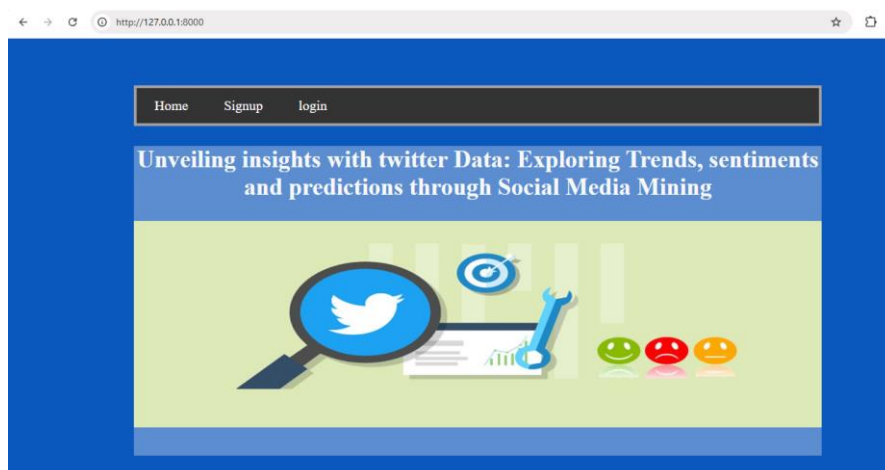 http://127.0.0.1:8000
Home Signup login
Unveiling insights with twitter Data: Exploring Trends, sentiments
and predictions through Social Media Mining